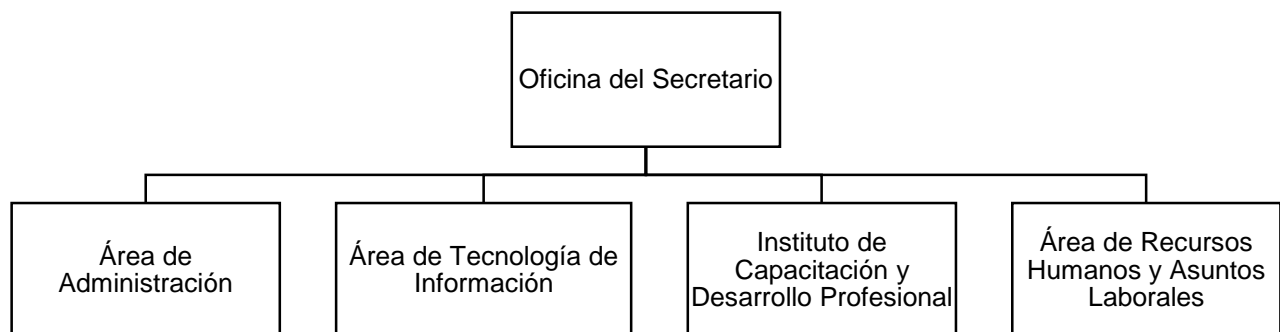 Oficina del Secretario
Área de
Administración
Área de Tecnología de
Información
Instituto de
Capacitación y
Desarrollo Profesional
Área de Recursos
Humanos y Asuntos
Laborales